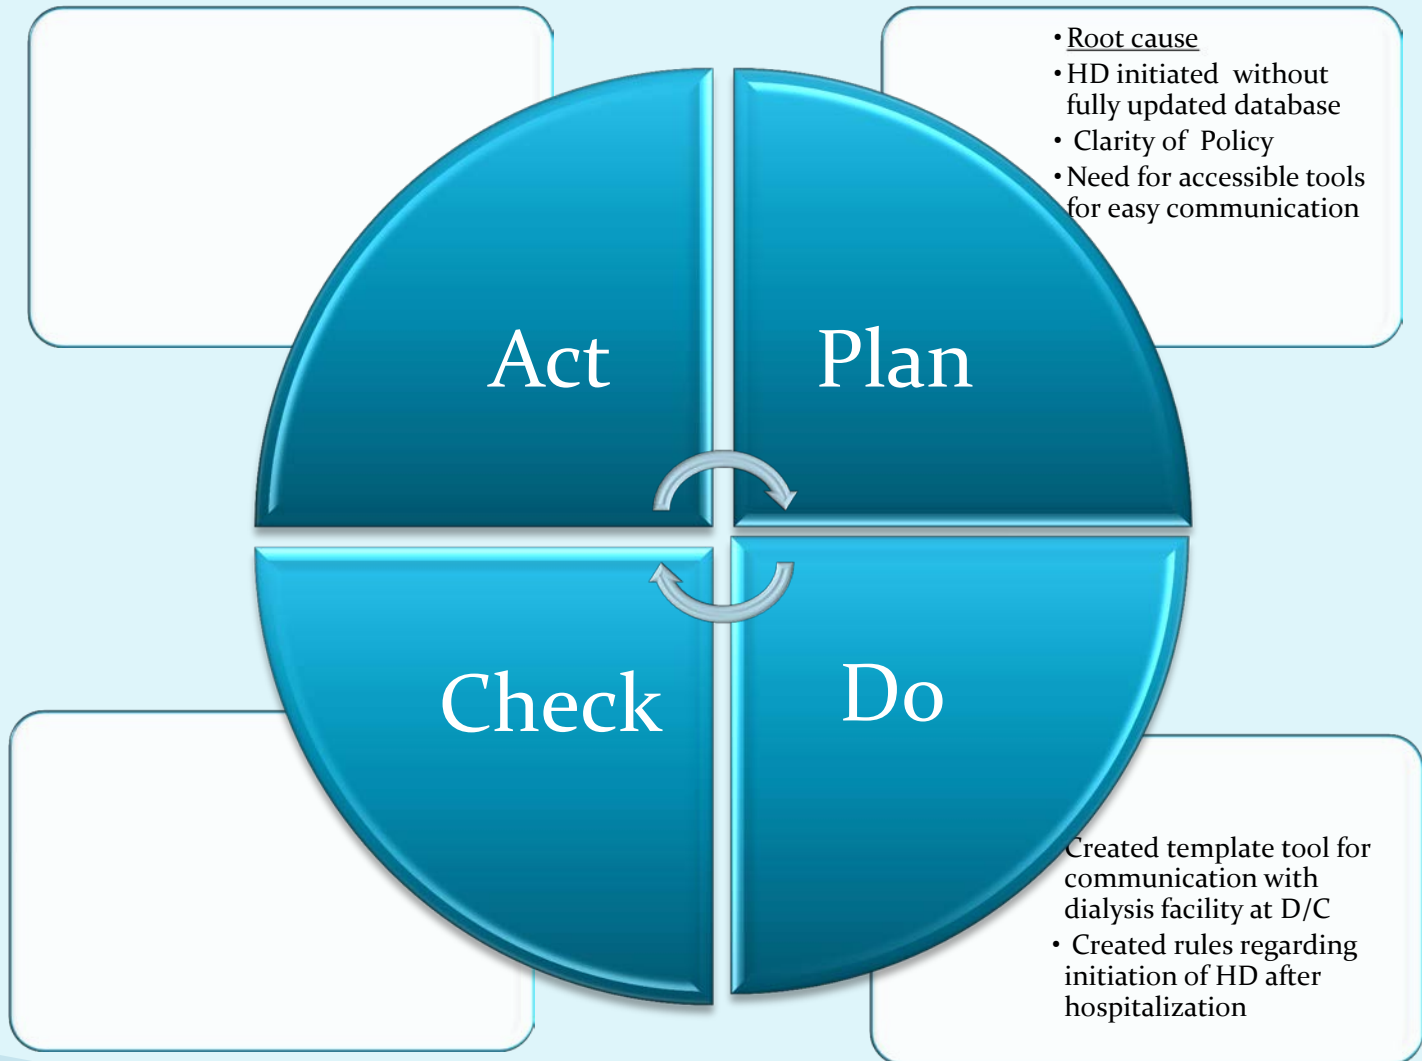 • Root cause
• HD initiated without
fully updated database
• Clarity of Policy
• Need for accessible tools
for easy communication
Act
Plan
Check
Do
Created template tool for
communication with
dialysis facility at D/C
• Created rules regarding
initiation of HD after
hospitalization